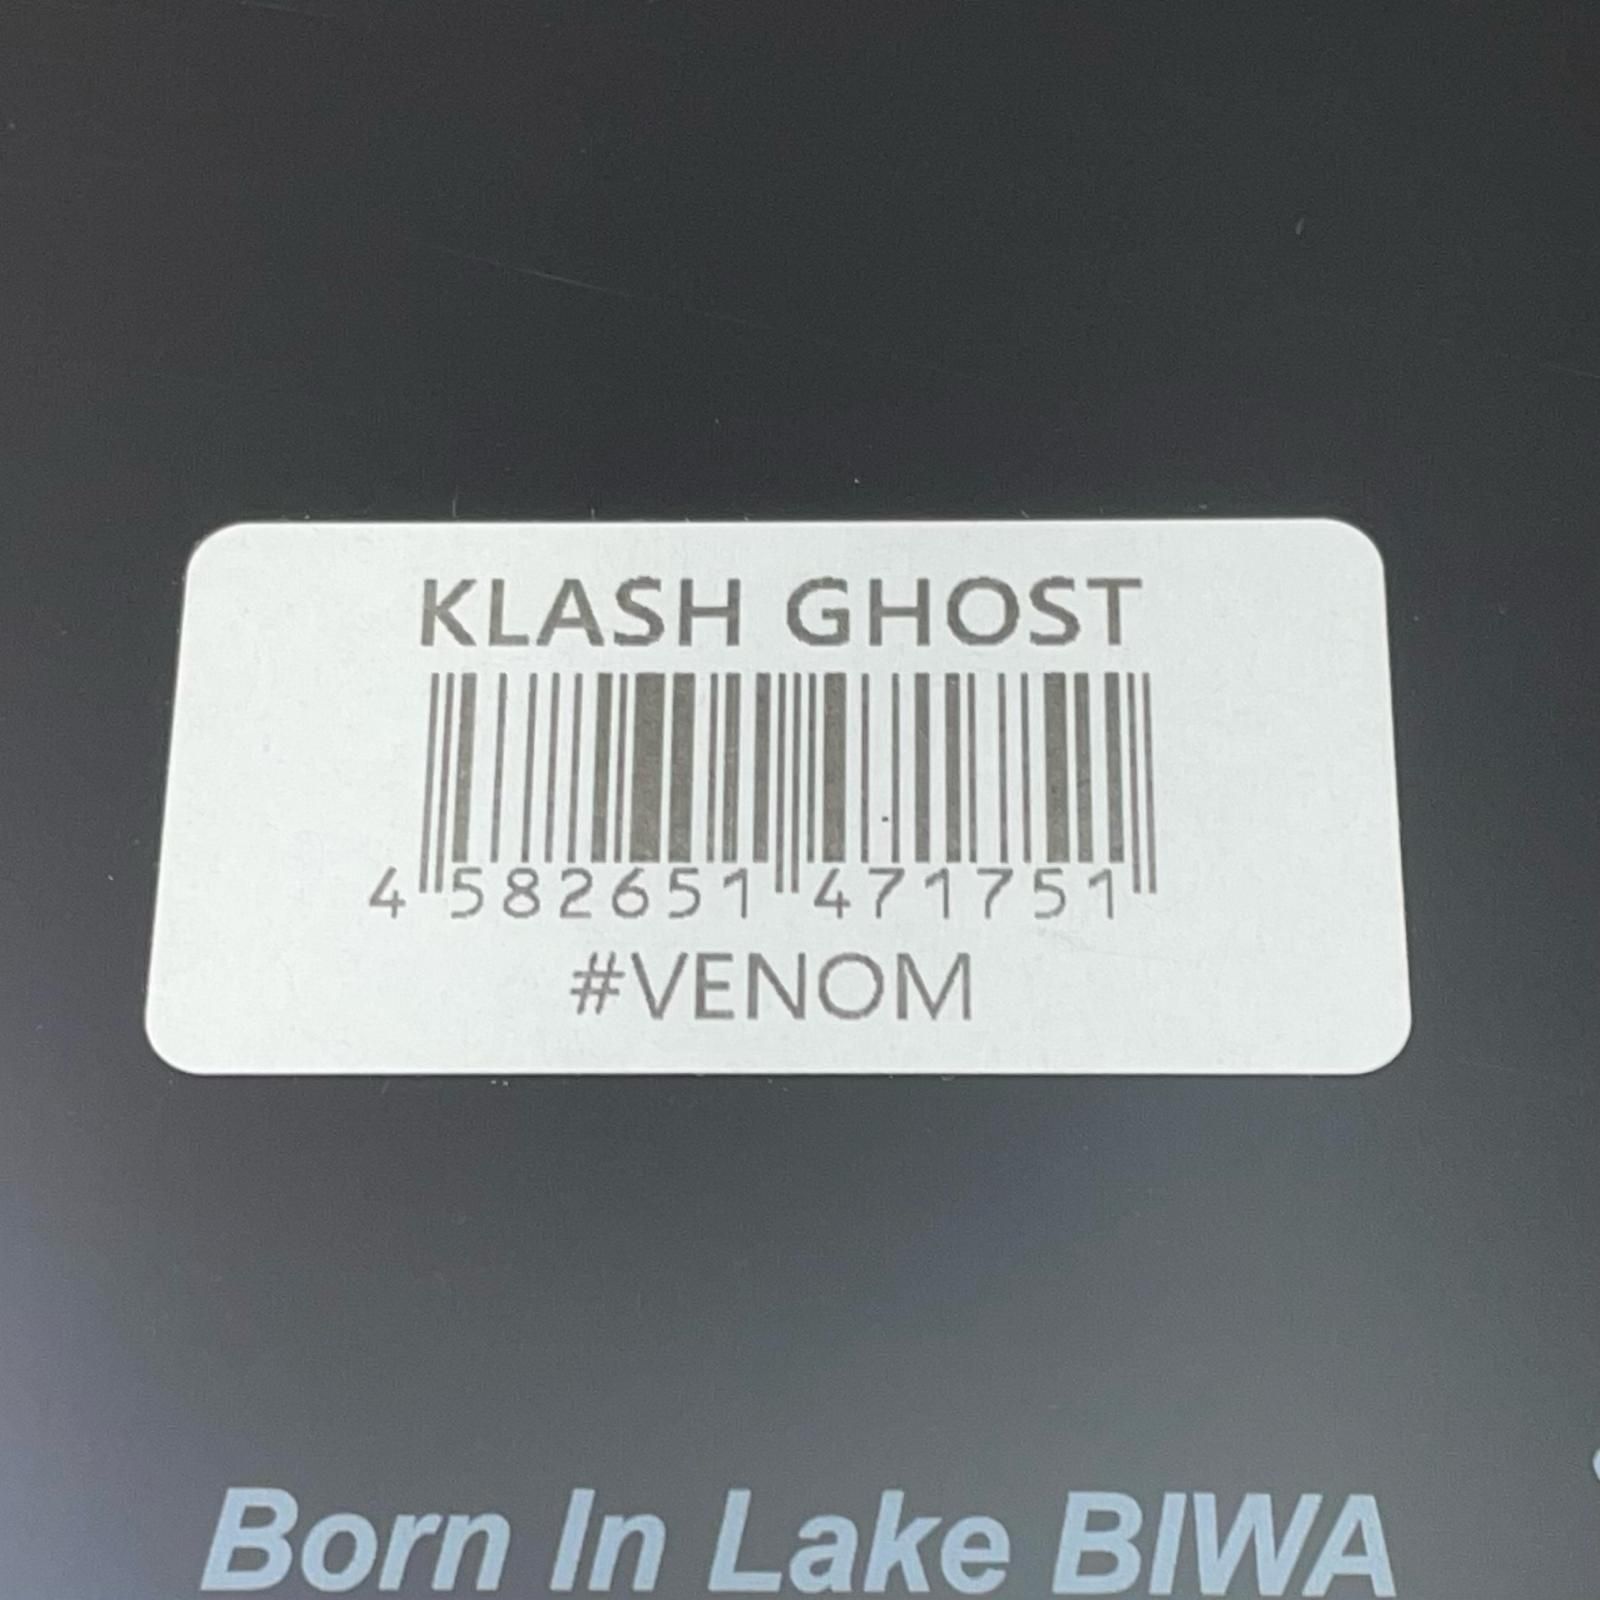 KLASH GHOST
4 582651 471751
#VENOM
Born In Lake BIWA